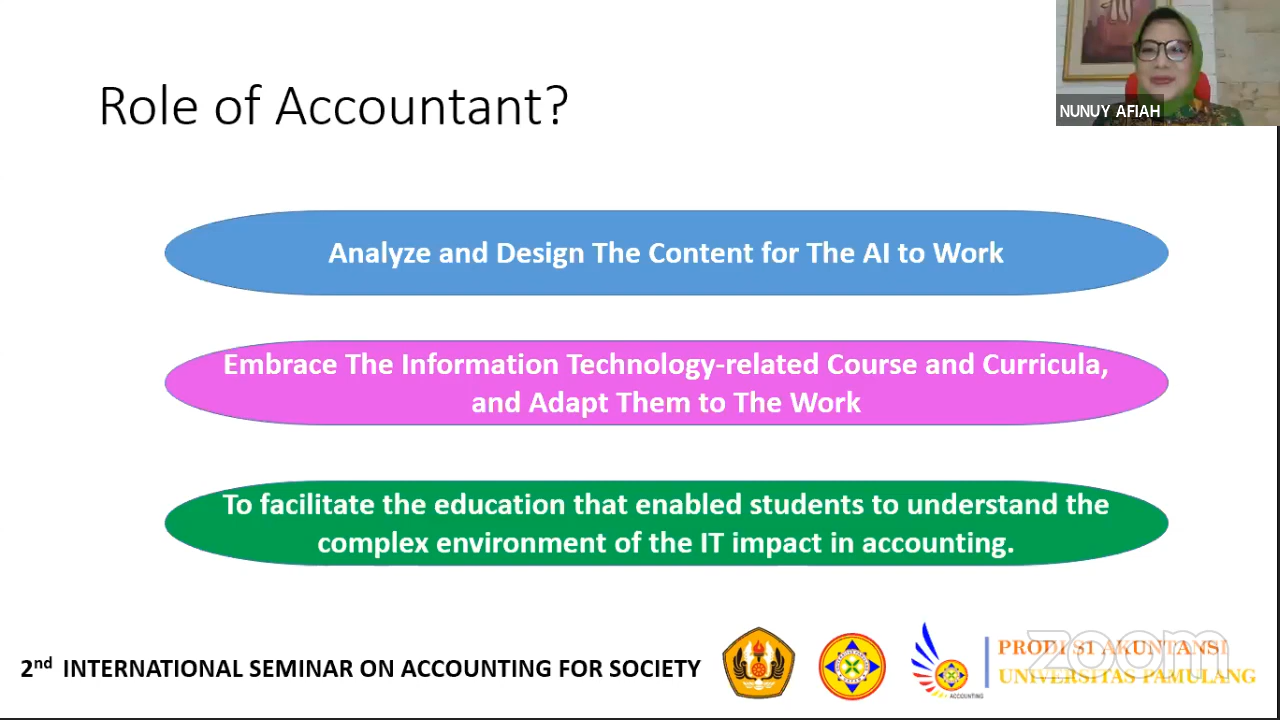 Role of Accountant?
NUNUY AFIAH
Analyze and Design The Content for The AI to Work
Embrace The Information Technology-related Course and Curricula,
and Adapt Them to The Work
To facilitate the education that enabled students to understand the
complex environment of the IT impact in accounting.
2nd INTERNATIONAL SEMINAR ON ACCOUNTING FOR SOCIETY
ACCOUNTING
PRODI S1 AKUNTANSI
UNIVERSITAS PAMULANG
zoom